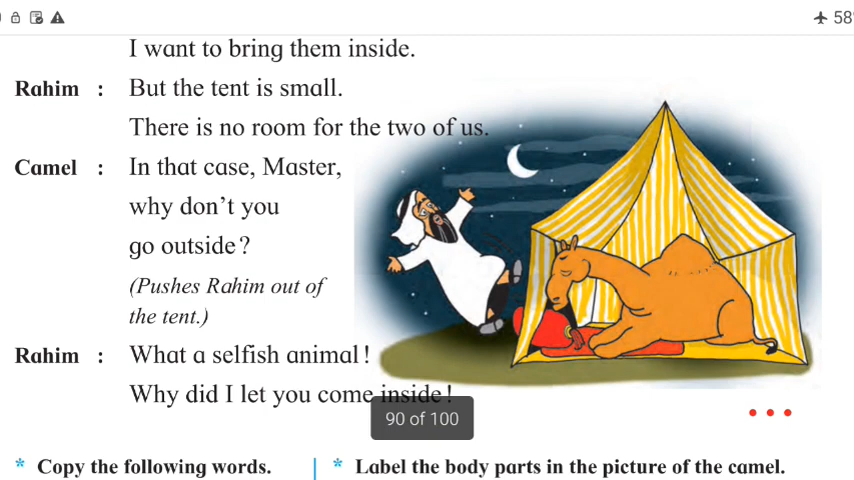 58
I want to bring them inside.
Rahim : But the tent is small.
There is no room for the two of us.
Camel : In that case, Master,
why don't you
go outside?
(Pushes Rahim out of
the tent.)
Rahim : What a selfish animal!
Why did I let you come inside!
90 of 100
* Copy the following words. | * Label the body parts in the picture of the camel.